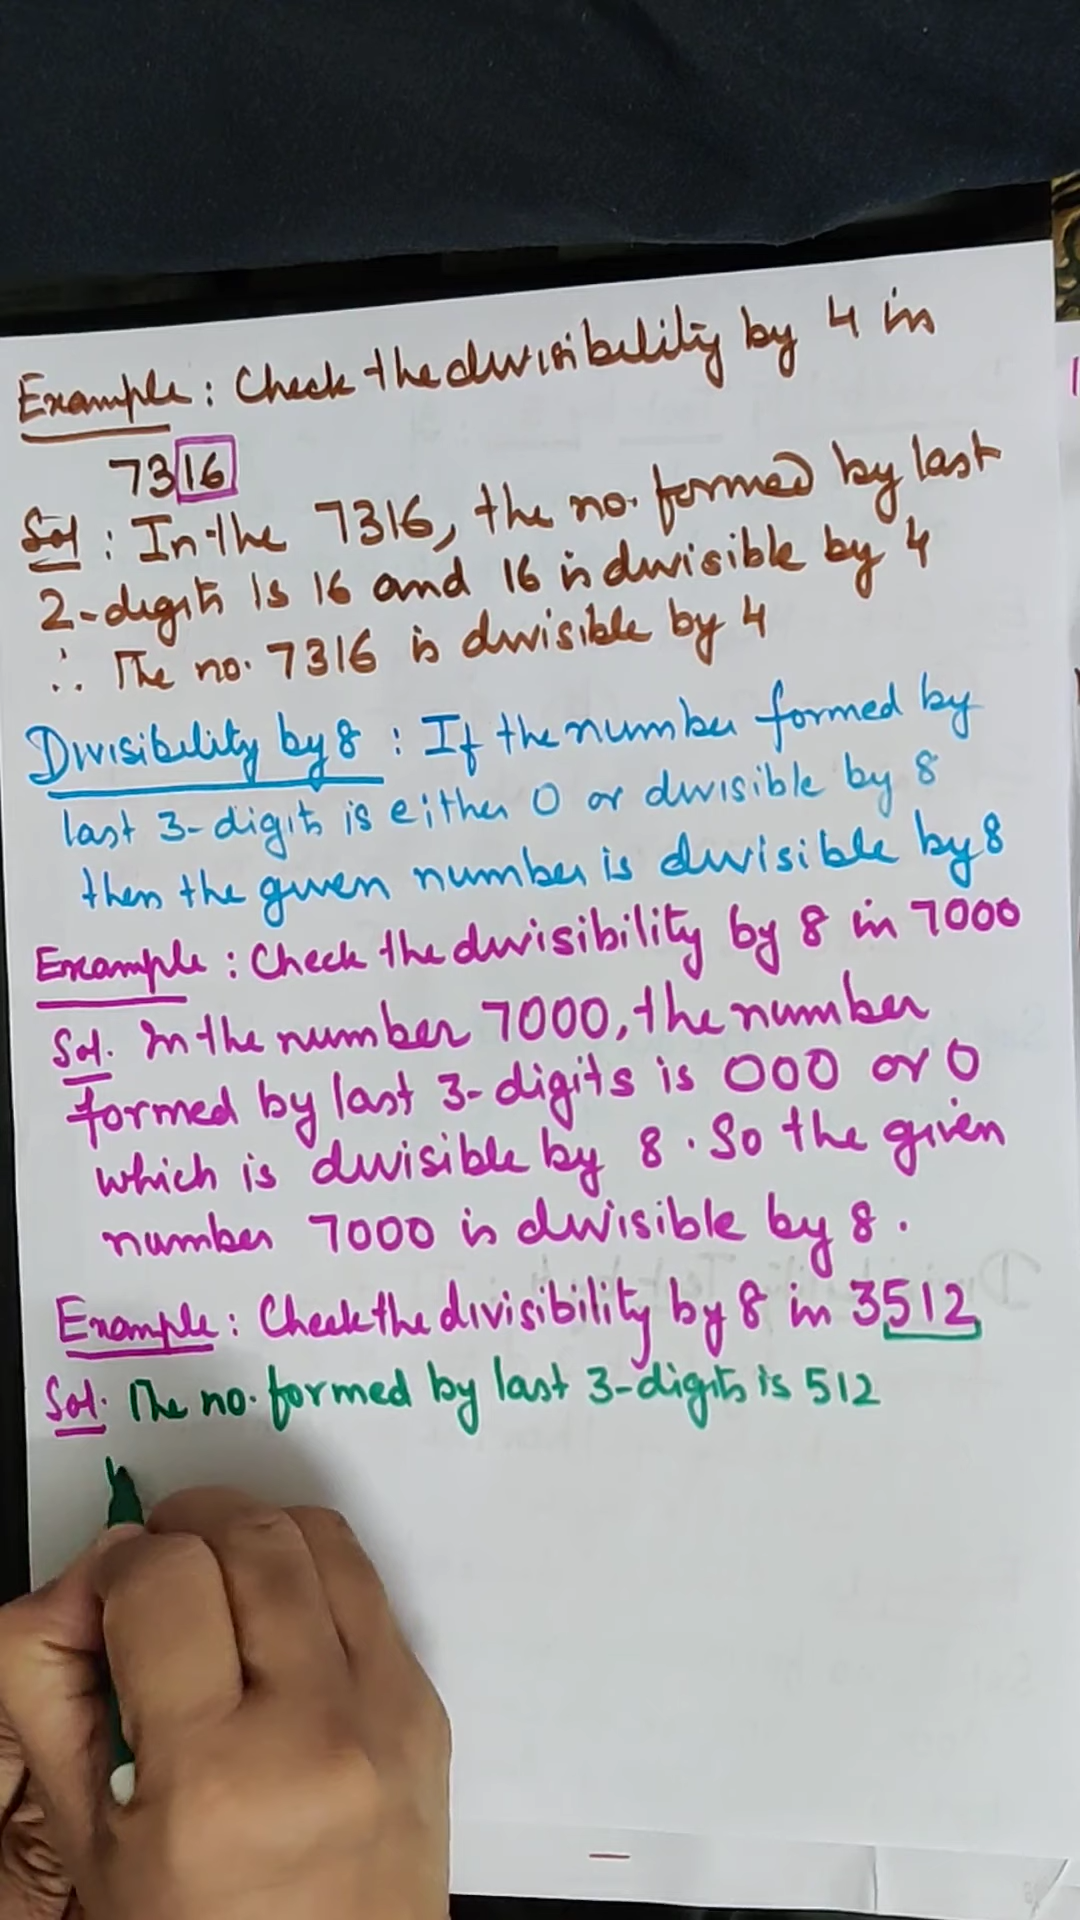 Example: Check the divisibility by 4 in
7316
Sol: In the 7316, the no. formed by last
2-digits is 16 and 16 is divisible by 4
∴ The no. 7316 is divisible by 4
Divisibility by 8: If the number formed by
last 3-digits is either 0 or divisible by 8
then the given number is divisible by 8
Example: Check the divisibility by 8 in 7000
Sol. In the number 7000, the number
formed by last 3-digits is 000 or 0
which is divisible by 8. So the given
number 7000 is divisible by 8.
Example: Check the divisibility by 8 in 3512
Sol. The no. formed by last 3-digits is 512